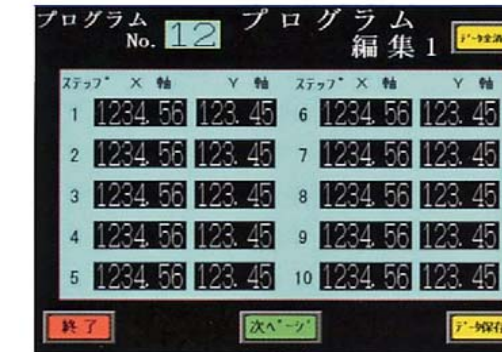 プログラム No. 12
プログラム編集1
データ全消
ステップ X 軸 Y 軸 ステップ X 軸 Y 軸
1 1234.56 123.45 6 1234.56 123.45
2 1234.56 123.45 7 1234.56 123.45
3 1234.56 123.45 8 1234.56 123.45
4 1234.56 123.45 9 1234.56 123.45
5 1234.56 123.45 10 1234.56 123.45
終了 次ページ データ保存